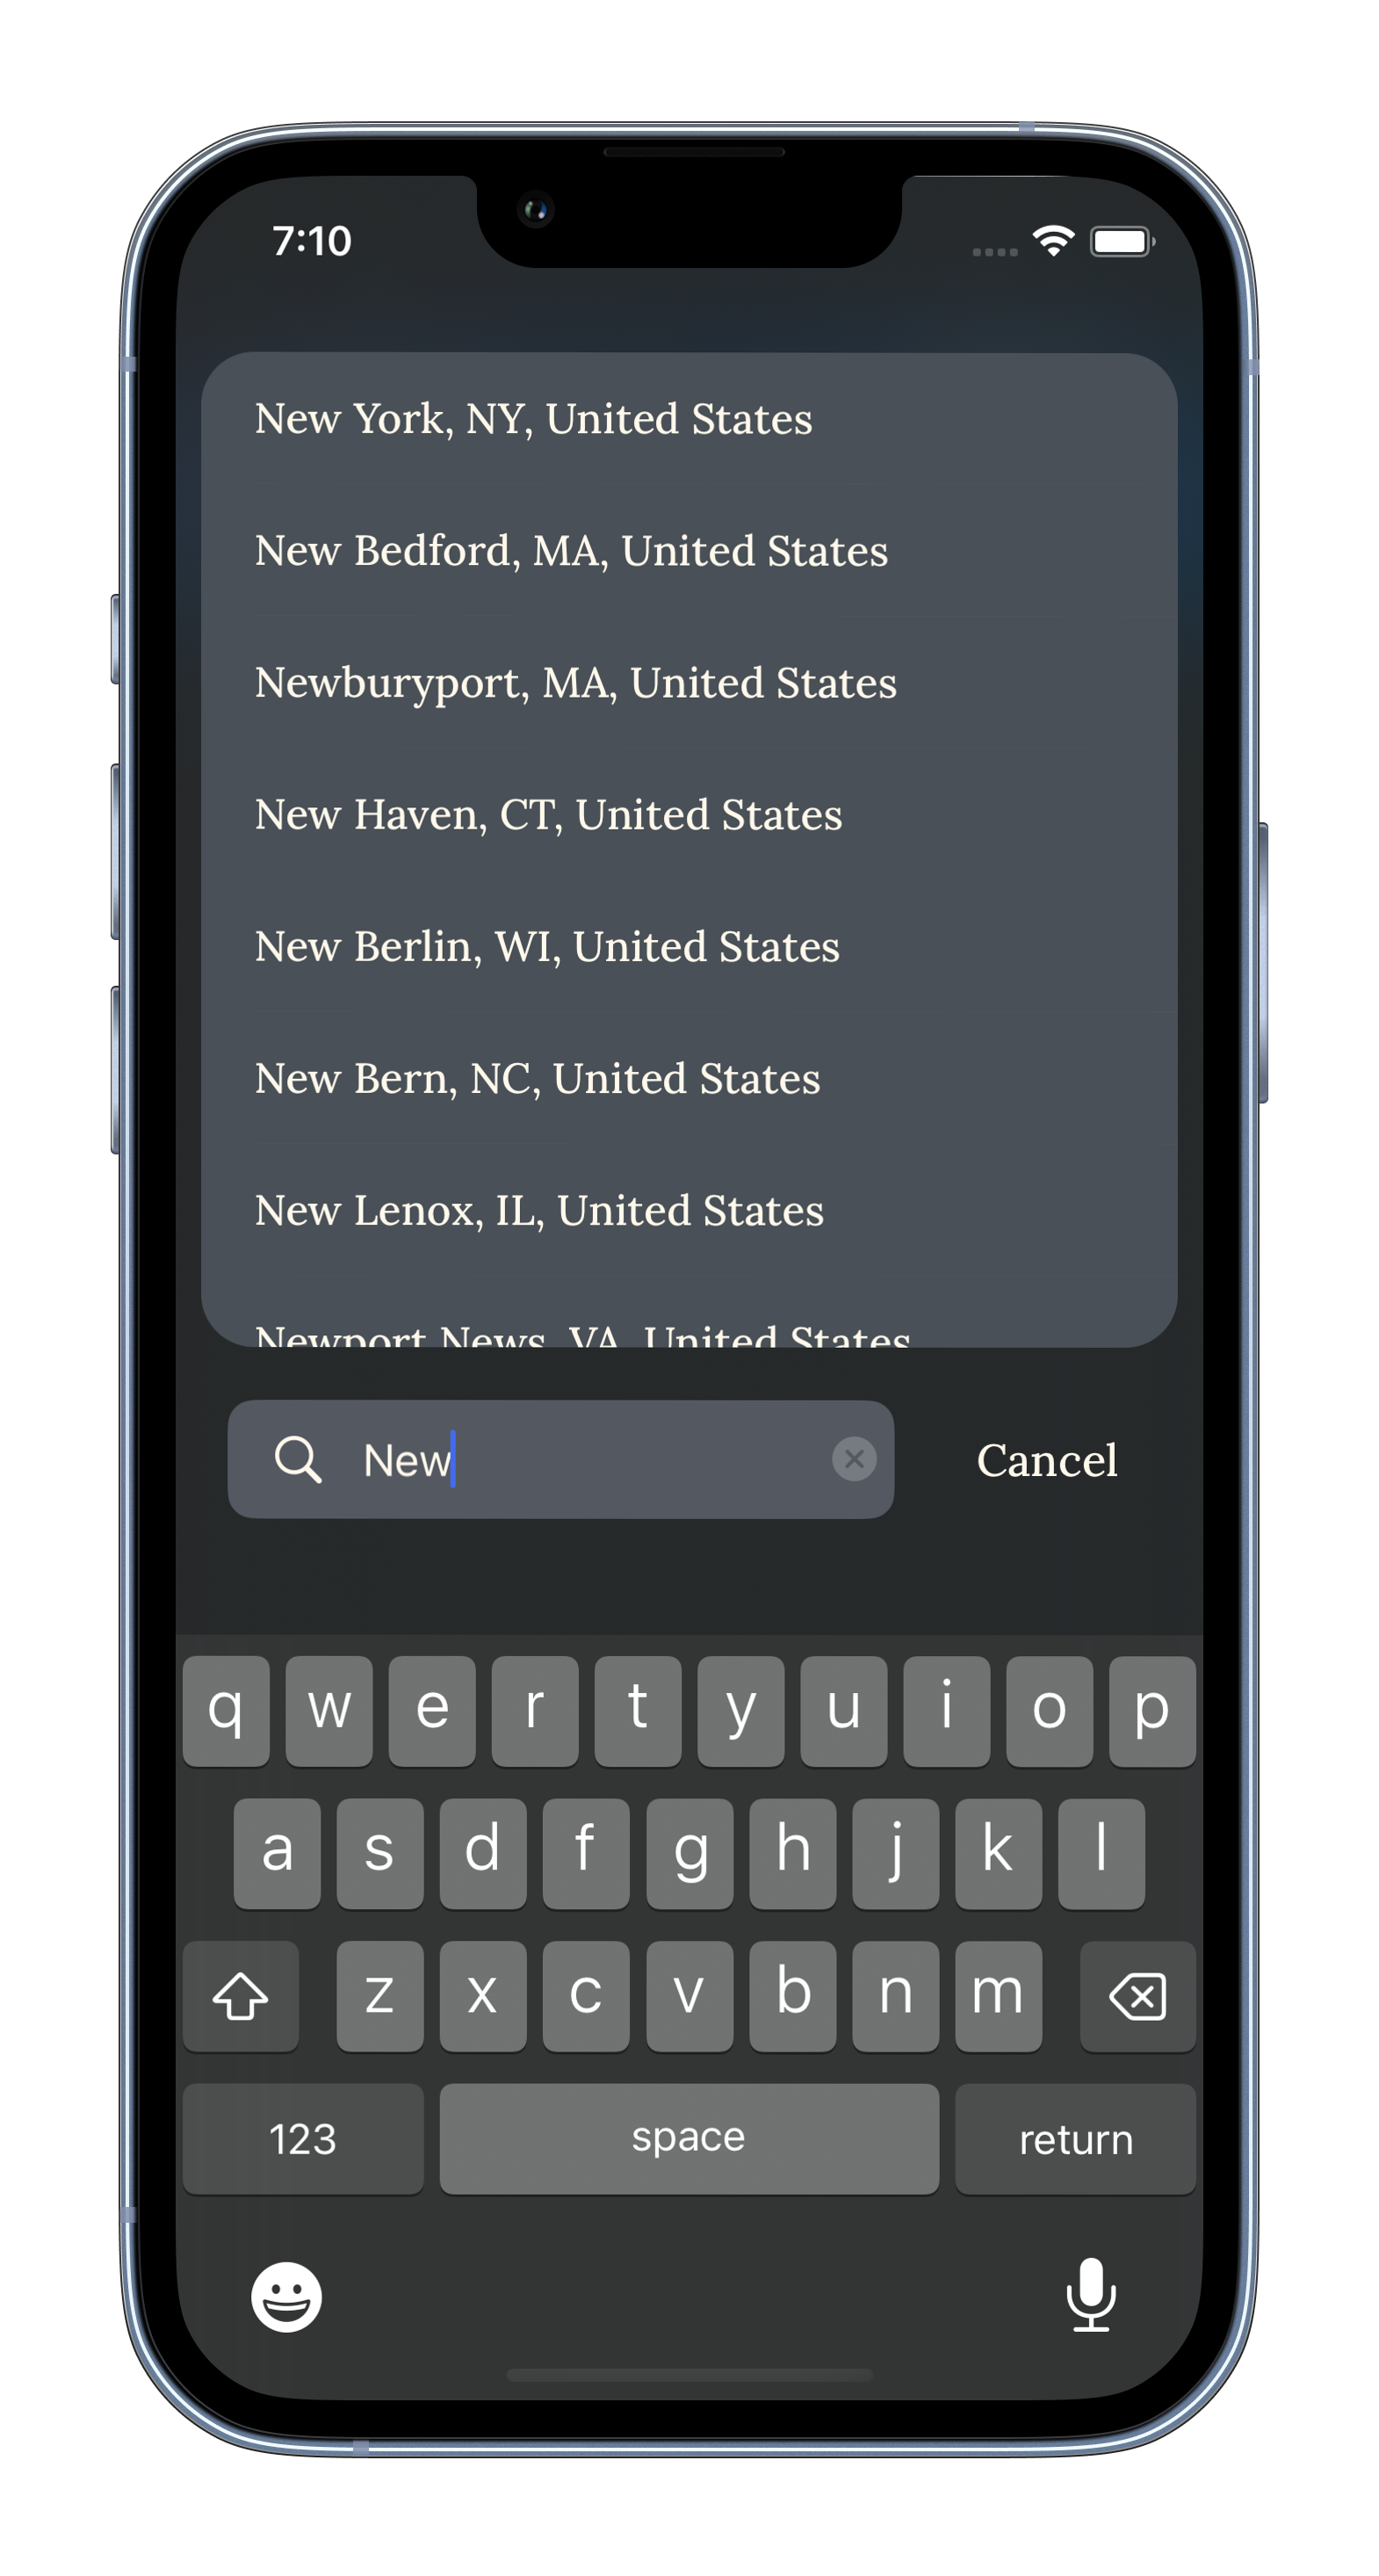 7:10
New York, NY, United States
New Bedford, MA, United States
Newburyport, MA, United States
New Haven, CT, United States
New Berlin, WI, United States
New Bern, NC, United States
New Lenox, IL, United States
Newport News, VA, United States
New
Cancel
q w e r t y u i o p
a s d f g h j k l
z x c v b n m
123 space return